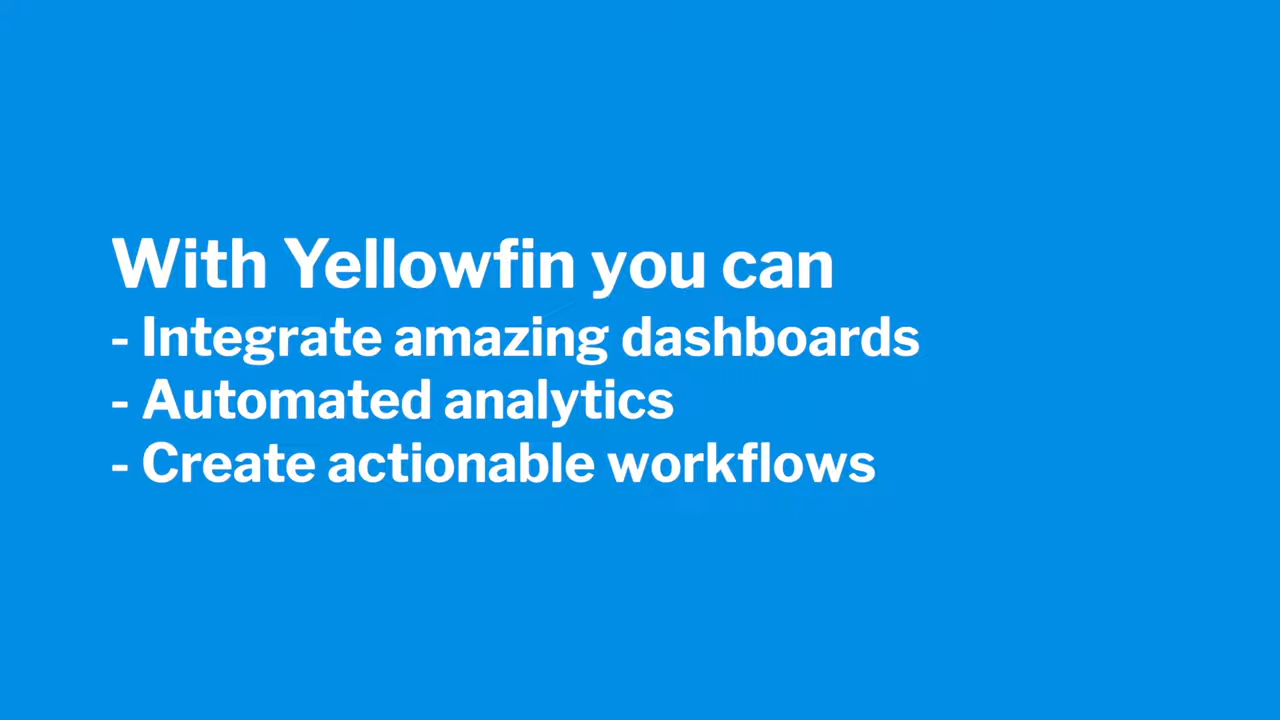 With Yellowfin you can
- Integrate amazing dashboards
- Automated analytics
- Create actionable workflows